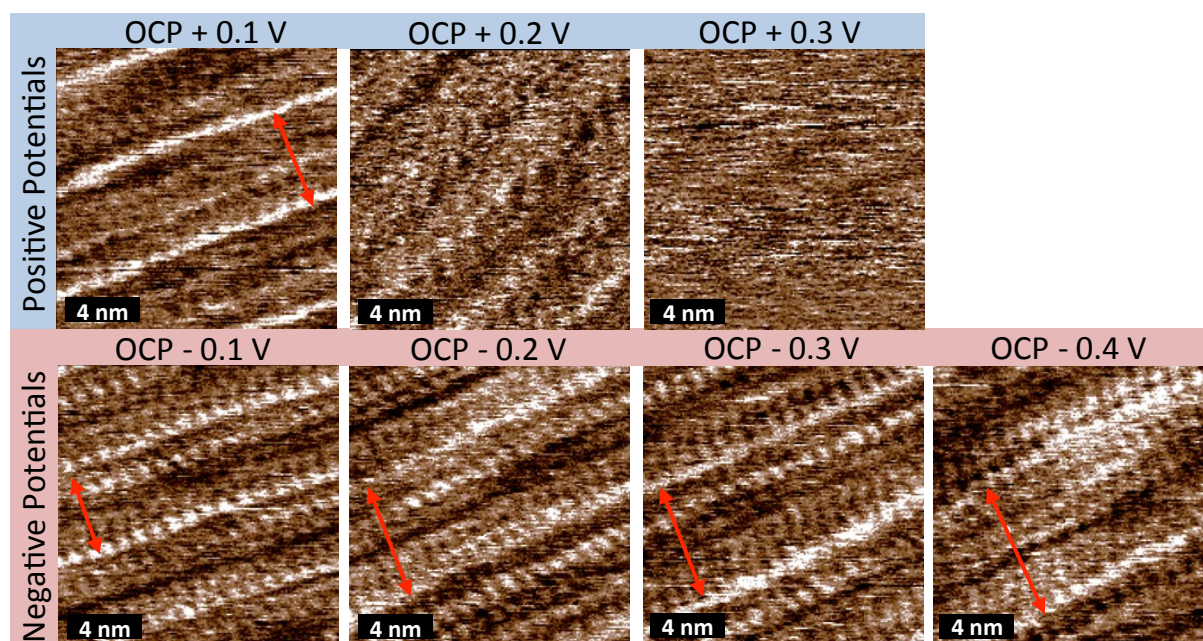 Positive Potentials
OCP + 0.1 V
OCP + 0.2 V
OCP + 0.3 V
4 nm
4 nm
4 nm
Negative Potentials
OCP - 0.1 V
OCP - 0.2 V
OCP - 0.3 V
OCP - 0.4 V
4 nm
4 nm
4 nm
4 nm